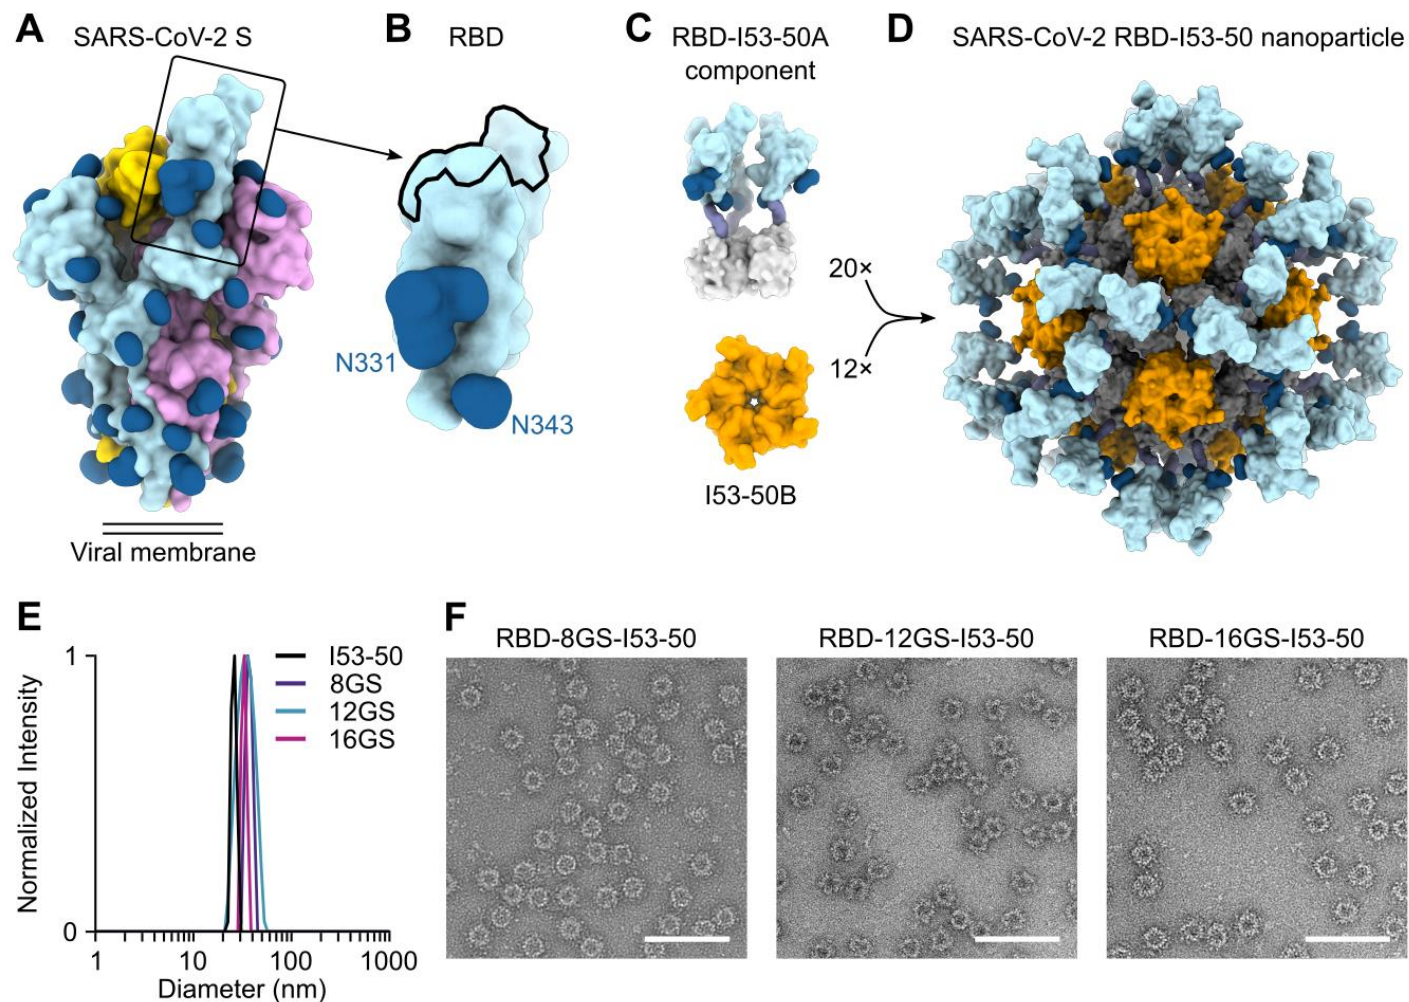 A
SARS-CoV-2 S
Viral membrane
B
RBD
N331
N343
C
RBD-I53-50A
component
I53-50B
20×
12×
D
SARS-CoV-2 RBD-I53-50 nanoparticle
E
Normalized Intensity
1
0
I53-50
8GS
12GS
16GS
1
10
100
1000
Diameter (nm)
F
RBD-8GS-I53-50
RBD-12GS-I53-50
RBD-16GS-I53-50